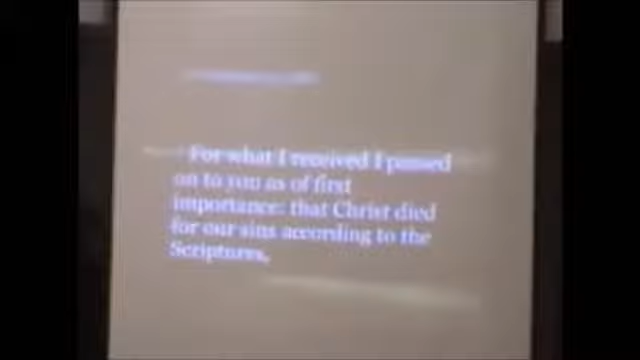 For what I received I passed
on to you as of first
importance: that Christ died
for our sins according to the
Scriptures,